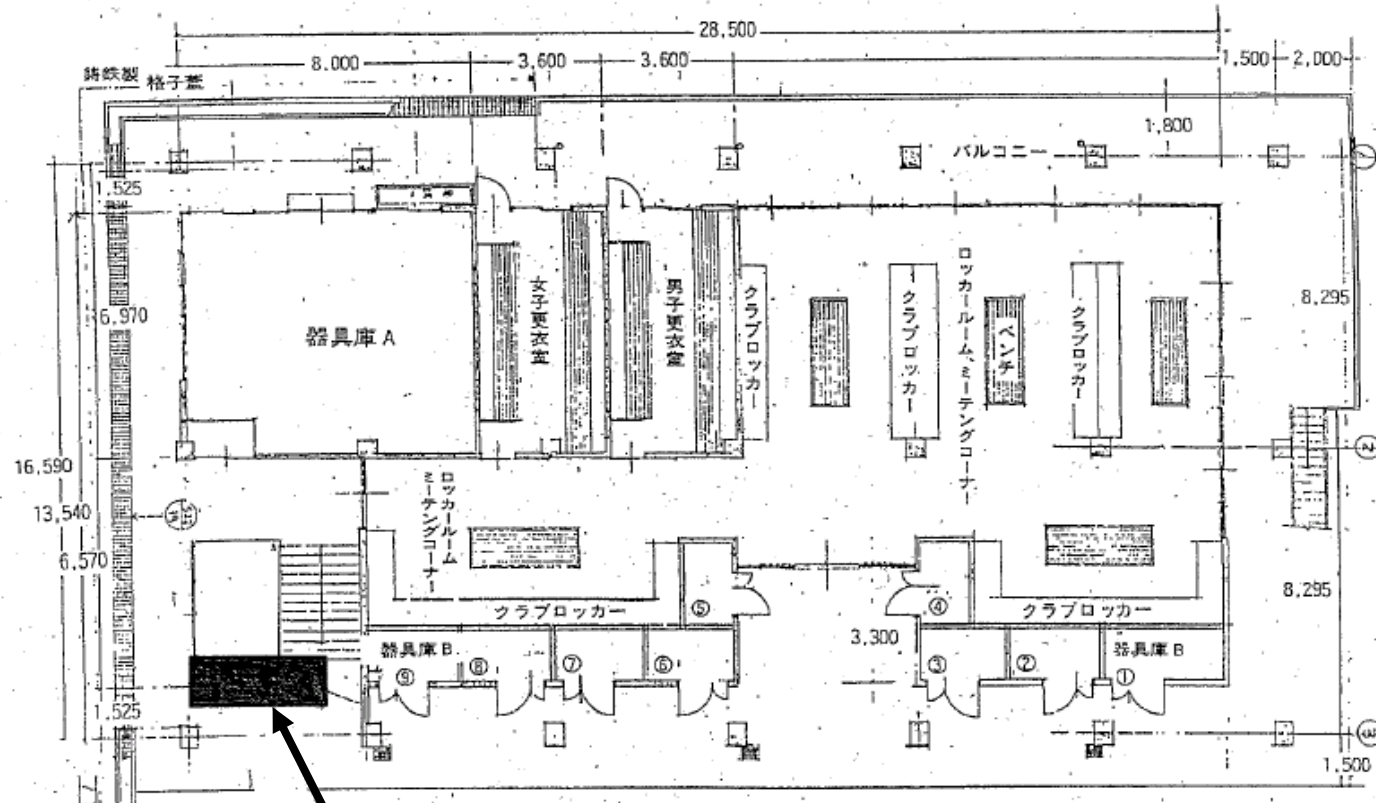 28,500
8.000
3,600
3.600
1,500
2,000
鋳鉄製 格子蓋
1,800
バルコニー
1,525
6,970
器具庫 A
女子更衣室
男子更衣室
クラブロッカー
クラブロッカー
ロッカールーム、ミーテングコーナー
ベンチ
クラブロッカー
8,295
16,590
13,540
6,570
ロッカールーム
ミーテングコーナー
②
クラブロッカー
⑤
④
クラブロッカー
8,295
3,300
器具庫 B
⑨
⑧
⑦
⑥
③
②
①
器具庫 B
1,525
③
1,500